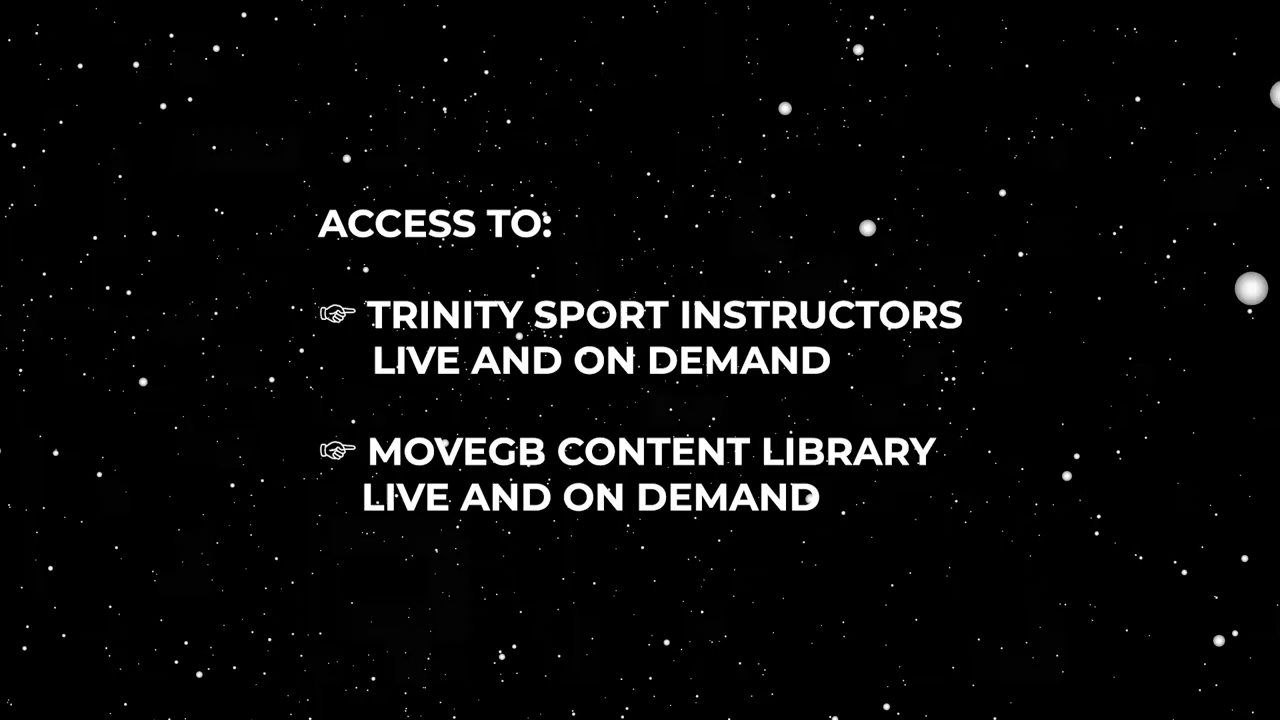 ACCESS TO:
☞ TRINITY SPORT INSTRUCTORS
LIVE AND ON DEMAND
☞ MOVEGB CONTENT LIBRARY
LIVE AND ON DEMAND